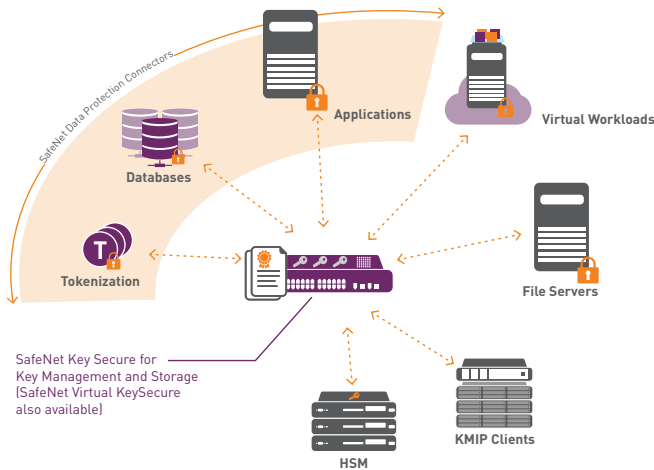 SafeNet Data Protection Connectors
Applications
Virtual Workloads
Databases
T
Tokenization
File Servers
SafeNet Key Secure for
Key Management and Storage
(SafeNet Virtual KeySecure
also available)
KMIP Clients
HSM